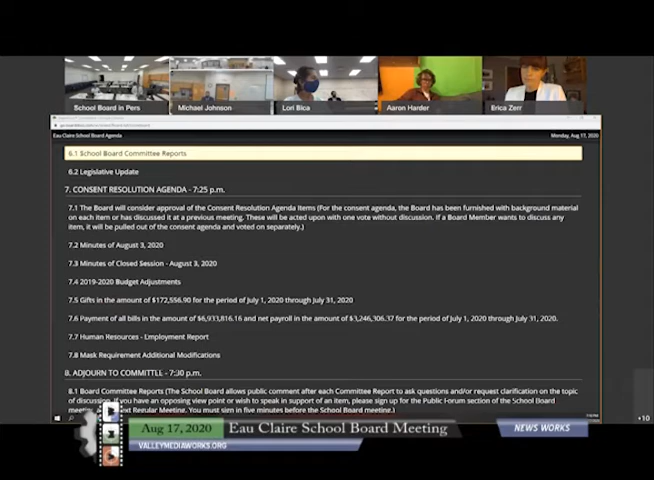 School Board in Pers
Michael Johnson
Lori Bica
Aaron Harder
Erica Zerr
Eau Claire School Board Agenda
Monday, Aug 17, 2020
6.1 School Board Committee Reports
6.2 Legislative Update
7. CONSENT RESOLUTION AGENDA - 7:25 p.m.
7.1 The Board will consider approval of the Consent Resolution Agenda Items (For the consent agenda, the Board has been furnished with background material
on each item or has discussed it at a previous meeting. These will be acted upon with one vote without discussion. If a Board Member wants to discuss any
item, it will be pulled out of the consent agenda and voted on separately.)
7.2 Minutes of August 3, 2020
7.3 Minutes of Closed Session - August 3, 2020
7.4 2019-2020 Budget Adjustments
7.5 Gifts in the amount of $172,556.90 for the period of July 1, 2020 through July 31, 2020
7.6 Payment of all bills in the amount of $6,933,816.16 and net payroll in the amount of $3,246,306.37 for the period of July 1, 2020 through July 31, 2020.
7.7 Human Resources - Employment Report
7.8 Mask Requirement Additional Modifications
8. ADJOURN TO COMMITTEE - 7:30 p.m.
8.1 Board Committee Reports (The School Board allows public comment after each Committee Report to ask questions and/or request clarification on the topic
of discussion. If you have an opposing view point or wish to speak in support of an item, please sign up for the Public Forum section of the School Board
Next Regular Meeting. You must sign in five minutes before the School Board meeting.)
+10
Aug 17, 2020
Eau Claire School Board Meeting
NEWS WORKS
VALLEYMEDIAWORKS.ORG